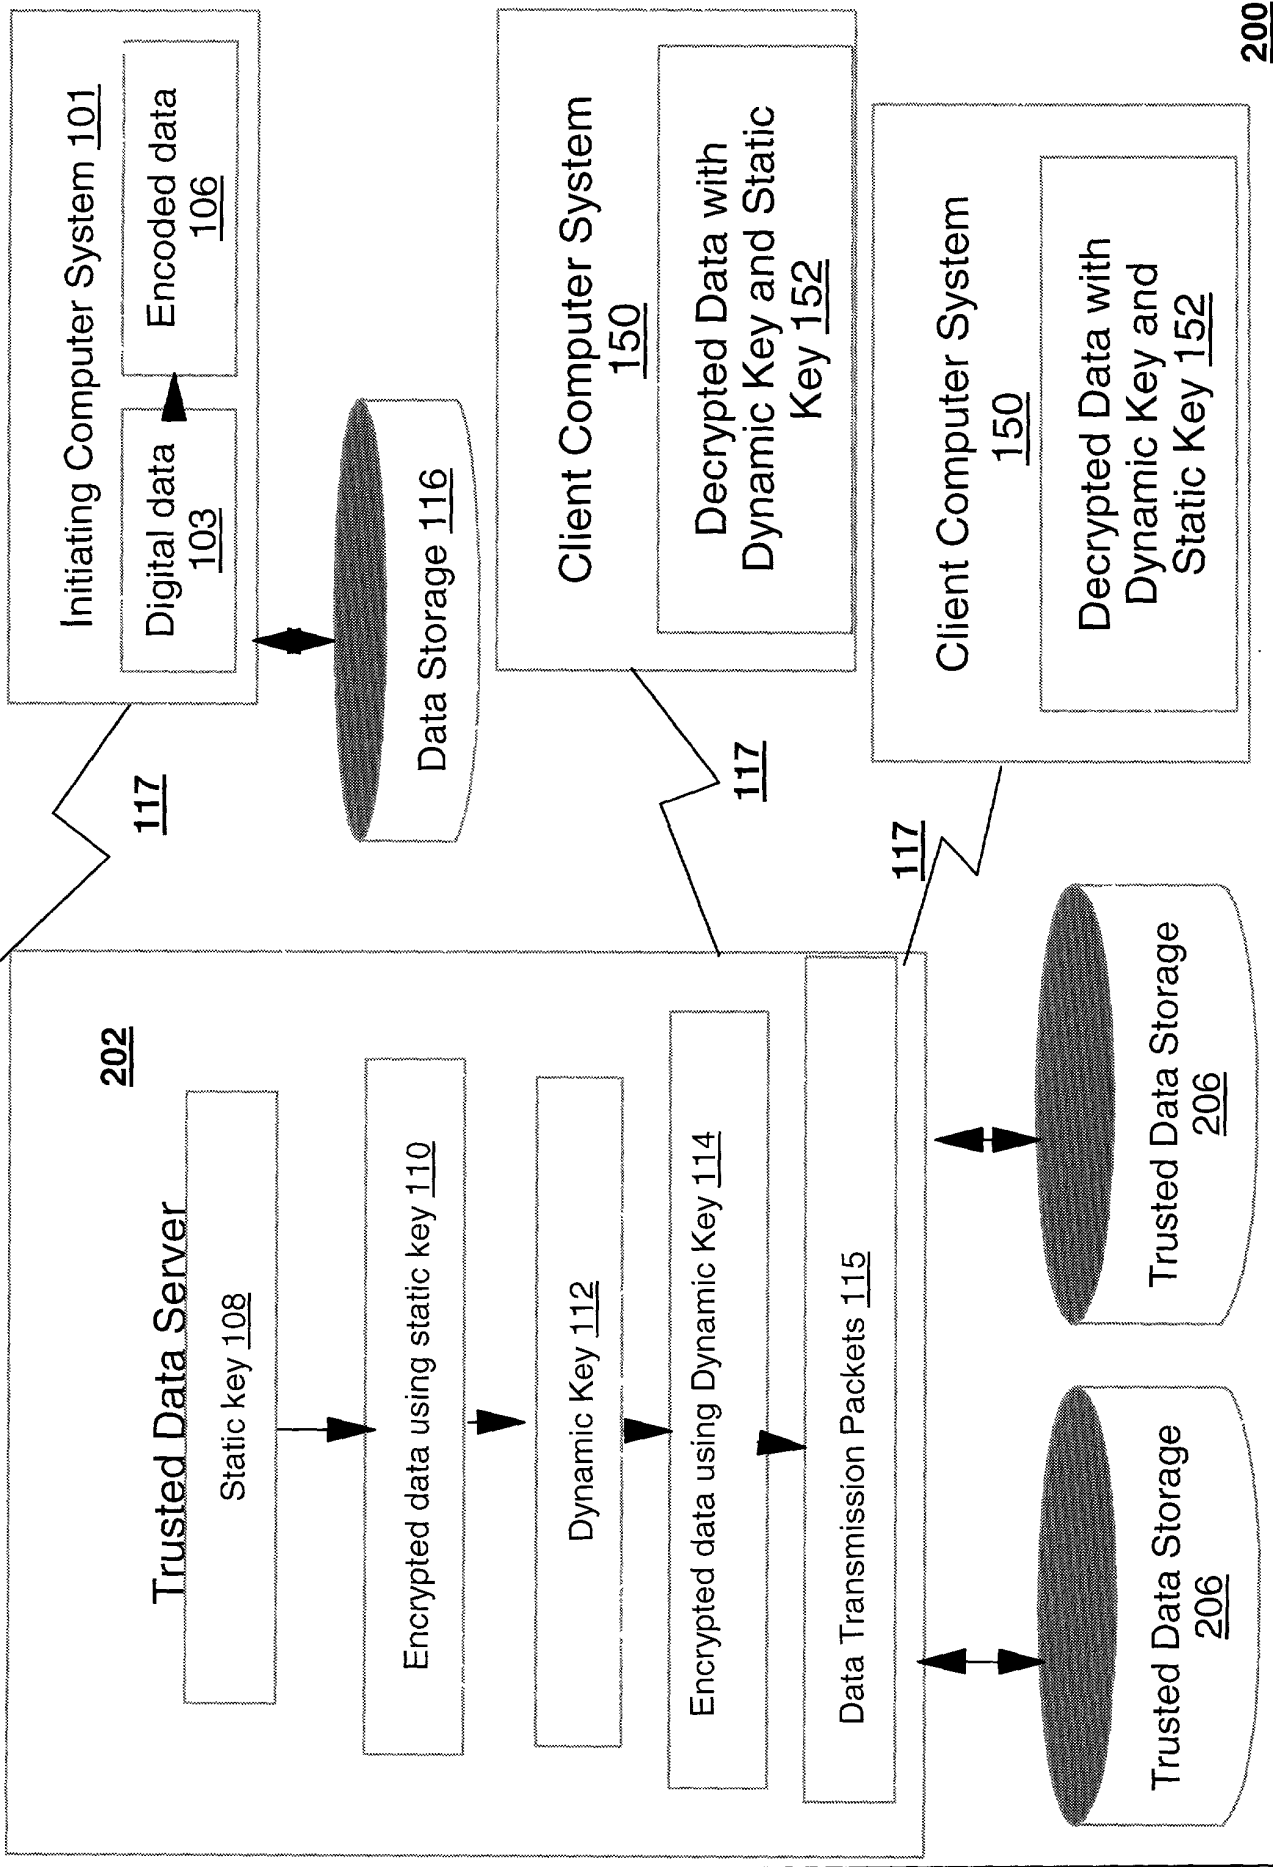 Trusted Data Server
202
Static key 108
Encrypted data using static key 110
Dynamic Key 112
Encrypted data using Dynamic Key 114
Data Transmission Packets 115
Trusted Data Storage
206
Trusted Data Storage
206
117
117
117
Initiating Computer System 101
Digital data
103
Encoded data
106
Data Storage 116
Client Computer System
150
Decrypted Data with
Dynamic Key and Static
Key 152
Client Computer System
150
Decrypted Data with
Dynamic Key and
Static Key 152
200